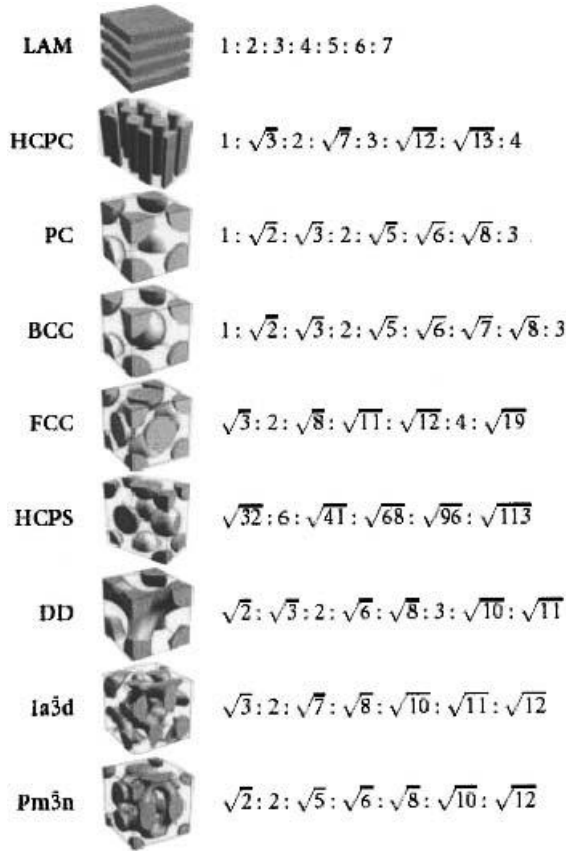 LAM 1 : 2 : 3 : 4 : 5 : 6 : 7
HCPC 1 : √3 : 2 : √7 : 3 : √12 : √13 : 4
PC 1 : √2 : √3 : 2 : √5 : √6 : √8 : 3
BCC 1 : √2 : √3 : 2 : √5 : √6 : √7 : √8 : 3
FCC √3 : 2 : √8 : √11 : √12 : 4 : √19
HCPS √32 : 6 : √41 : √68 : √96 : √113
DD √2 : √3 : 2 : √6 : √8 : 3 : √10 : √11
Ia3̄d √3 : 2 : √7 : √8 : √10 : √11 : √12
Pm3̄n √2 : 2 : √5 : √6 : √8 : √10 : √12